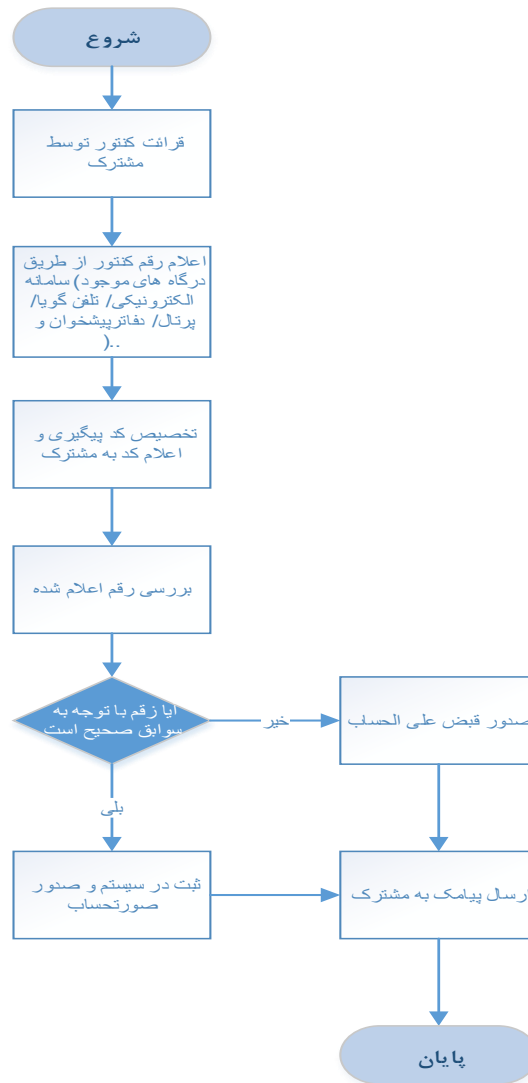 شروع
قرائت کنتور توسط
مشترک
اعلام رقم کنتور از طریق
درگاه های موجود) سامانه
الکترونیکی/ تلفن گویا/
پرتال/ دفاترپیشخوان و
..(
تخصیص کد پیگیری و
اعلام کد به مشترک
بررسی رقم اعلام شده
ایا زقم با توجه به
سوابق صحیح است
خیر
صدور قبض علی الحساب
بلی
ثبت در سیستم و صدور
صورتحساب
ارسال پیامک به مشترک
پایان